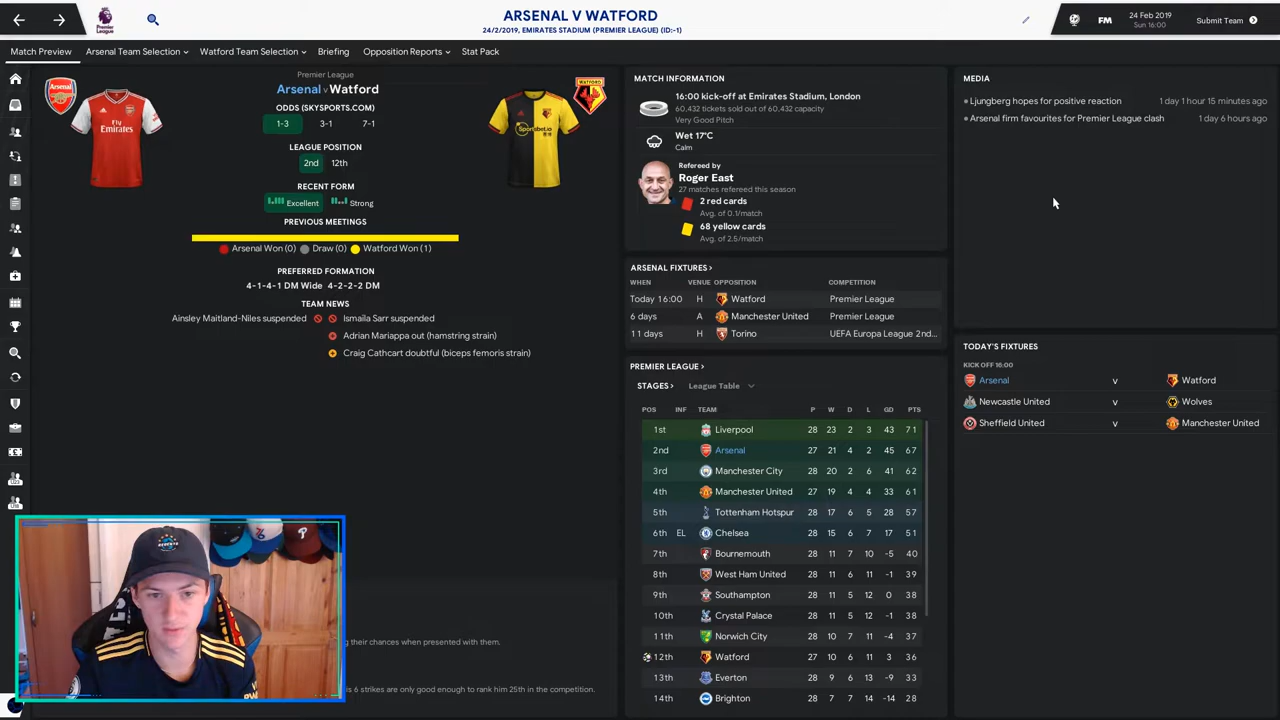 ARSENAL V WATFORD
24/2/2019, EMIRATES STADIUM (PREMIER LEAGUE) (ID:-1)
FM
24 Feb 2019
Sun 16:00
Submit Team
Match Preview
Arsenal Team Selection
Watford Team Selection
Briefing
Opposition Reports
Stat Pack
Premier League
Arsenal v Watford
ODDS (SKYSPORTS.COM)
1-3 3-1 7-1
LEAGUE POSITION
2nd 12th
RECENT FORM
Excellent Strong
PREVIOUS MEETINGS
Arsenal Won (0) Draw (0) Watford Won (1)
PREFERRED FORMATION
4-1-4-1 DM Wide 4-2-2-2 DM
TEAM NEWS
Ainsley Maitland-Niles suspended Ismaila Sarr suspended
Adrian Mariappa out (hamstring strain)
Craig Cathcart doubtful (biceps femoris strain)
g their chances when presented with them.
s 6 strikes are only good enough to rank him 25th in the competition.
MATCH INFORMATION
16:00 kick-off at Emirates Stadium, London
60,432 tickets sold out of 60,432 capacity
Very Good Pitch
Wet 17°C
Calm
Refereed by
Roger East
27 matches refereed this season
2 red cards
Avg. of 0.1/match
68 yellow cards
Avg. of 2.5/match
ARSENAL FIXTURES >
WHEN VENUE OPPOSITION COMPETITION
Today 16:00 H Watford Premier League
6 days A Manchester United Premier League
11 days H Torino UEFA Europa League 2nd...
PREMIER LEAGUE >
STAGES > League Table
POS INF TEAM P W D L GD PTS
1st Liverpool 28 23 2 3 43 71
2nd Arsenal 27 21 4 2 45 67
3rd Manchester City 28 20 2 6 41 62
4th Manchester United 27 19 4 4 33 61
5th Tottenham Hotspur 28 17 6 5 28 57
6th EL Chelsea 28 15 6 7 17 51
7th Bournemouth 28 11 7 10 -5 40
8th West Ham United 28 11 6 11 -1 39
9th Southampton 28 11 5 12 0 38
10th Crystal Palace 28 11 5 12 -1 38
11th Norwich City 28 10 7 11 -4 37
12th Watford 27 10 6 11 3 36
13th Everton 28 9 6 13 -9 33
14th Brighton 28 7 7 14 -14 28
MEDIA
Ljungberg hopes for positive reaction 1 day 1 hour 15 minutes ago
Arsenal firm favourites for Premier League clash 1 day 6 hours ago
TODAY'S FIXTURES
KICK OFF 16:00
Arsenal v Watford
Newcastle United v Wolves
Sheffield United v Manchester United